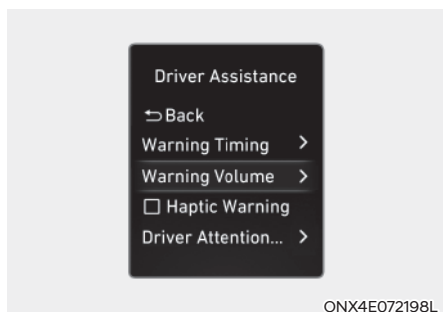 Driver Assistance
Back
Warning Timing
Warning Volume
Haptic Warning
Driver Attention...
ONX4E072198L